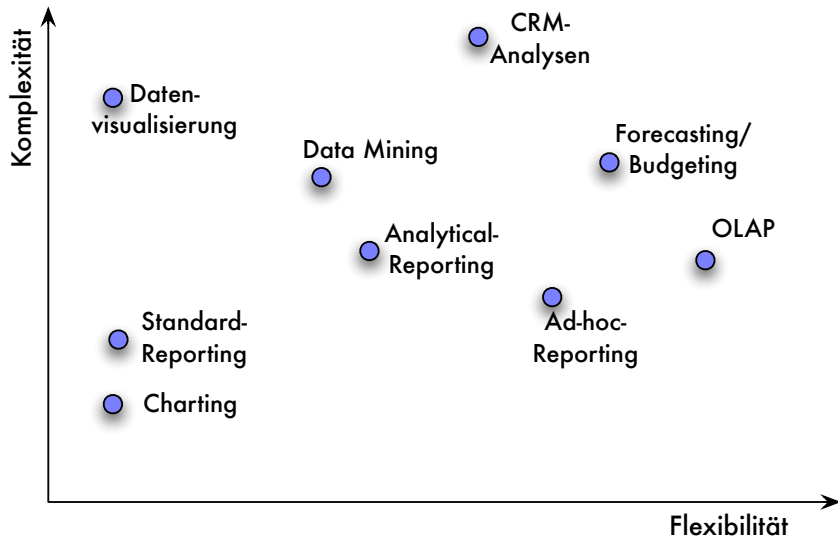 Komplexität
CRM-
Analysen
Daten-
visualisierung
Data Mining
Forecasting/
Budgeting
Analytical-
Reporting
OLAP
Standard-
Reporting
Ad-hoc-
Reporting
Charting
Flexibilität